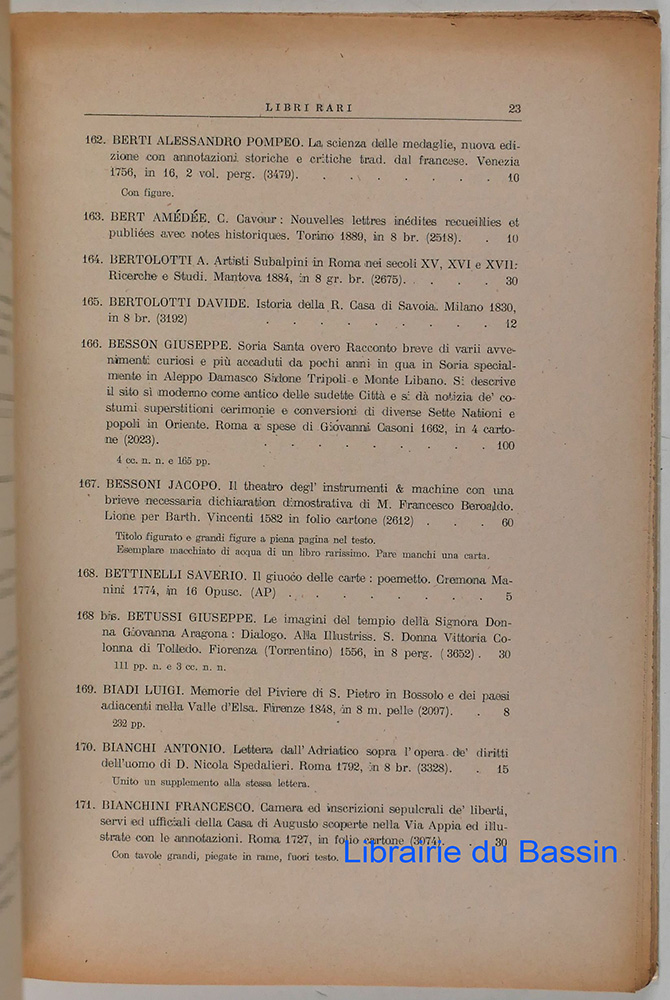 LIBRI RARI 23
162. BERTI ALESSANDRO POMPEO. La scienza delle medaglie, nuova edi-
zione con annotazioni storiche e critiche trad. dal francese. Venezia
1756, in 16, 2 vol. perg. (3479). . . . . . . . 10
Con figure.
163. BERT AMÉDÉE. C. Cavour : Nouvelles lettres inédites recueillies et
publiées avec notes historiques. Torino 1889, in 8 br. (2518). . 10
164. BERTOLOTTI A. Artisti Subalpini in Roma nei secoli XV, XVI e XVII:
Ricerche e Studi. Mantova 1884, in 8 gr. br. (2675). . . . 30
165. BERTOLOTTI DAVIDE. Istoria della R. Casa di Savoia. Milano 1830,
in 8 br. (3192) . . . . . . . . . 12
166. BESSON GIUSEPPE. Soria Santa overo Racconto breve di varii avve-
nimenti curiosi e più accaduti da pochi anni in qua in Soria special-
mente in Aleppo Damasco Sidone Tripoli e Monte Libano. Si descrive
il sito sì moderno come antico delle sudette Città e si dà notizia de' co-
stumi superstitioni cerimonie e conversioni di diverse Sette Nationi e
popoli in Oriente. Roma a spese di Giovanni Casoni 1662, in 4 carto-
ne (2023). . . . . . . . . . 100
4 cc. n. n. e 165 pp.
167. BESSONI JACOPO. Il theatro degl' instrumenti & machine con una
brieve necessaria dichiaration dimostrativa di M. Francesco Beroaldo.
Lione per Barth. Vincenti 1582 in folio cartone (2612) . . . 60
Titolo figurato e grandi figure a piena pagina nel testo.
Esemplare macchiato di acqua di un libro rarissimo. Pare manchi una carta.
168. BETTINELLI SAVERIO. Il giuoco delle carte : poemetto. Cremona Ma-
nini 1774, in 16 Opusc. (AP) . . . . . . . . 5
168 bis. BETUSSI GIUSEPPE. Le imagini del tempio della Signora Don-
na Giovanna Aragona : Dialogo. Alla Illustriss. S. Donna Vittoria Co-
lonna di Tolledo. Fiorenza (Torrentino) 1556, in 8 perg. (3652) . 30
111 pp. n. e 3 cc. n. n.
169. BIADI LUIGI. Memorie del Piviere di S. Pietro in Bossolo e dei paesi
adiacenti nella Valle d'Elsa. Firenze 1848, in 8 m. pelle (2097). . 8
232 pp.
170. BIANCHI ANTONIO. Lettera dall' Adriatico sopra l'opera de' diritti
dell'uomo di D. Nicola Spedalieri. Roma 1792, in 8 br. (3328). . 15
Unito un supplemento alla stessa lettera.
171. BIANCHINI FRANCESCO. Camera ed inscrizioni sepulcrali de' liberti,
servi ed ufficiali della Casa di Augusto scoperte nella Via Appia ed illu-
strate con le annotazioni. Roma 1727, in folio cartone (3074). . 30
Con tavole grandi, piegate in rame, fuori testo.
Librairie du Bassin